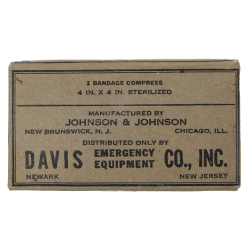 1 BANDAGE COMPRESS
4 IN. X 4 IN. STERILIZED
MANUFACTURED BY
JOHNSON & JOHNSON
NEW BRUNSWICK, N. J. CHICAGO, ILL.
DISTRIBUTED ONLY BY
DAVIS EMERGENCY EQUIPMENT CO., INC.
NEWARK NEW JERSEY